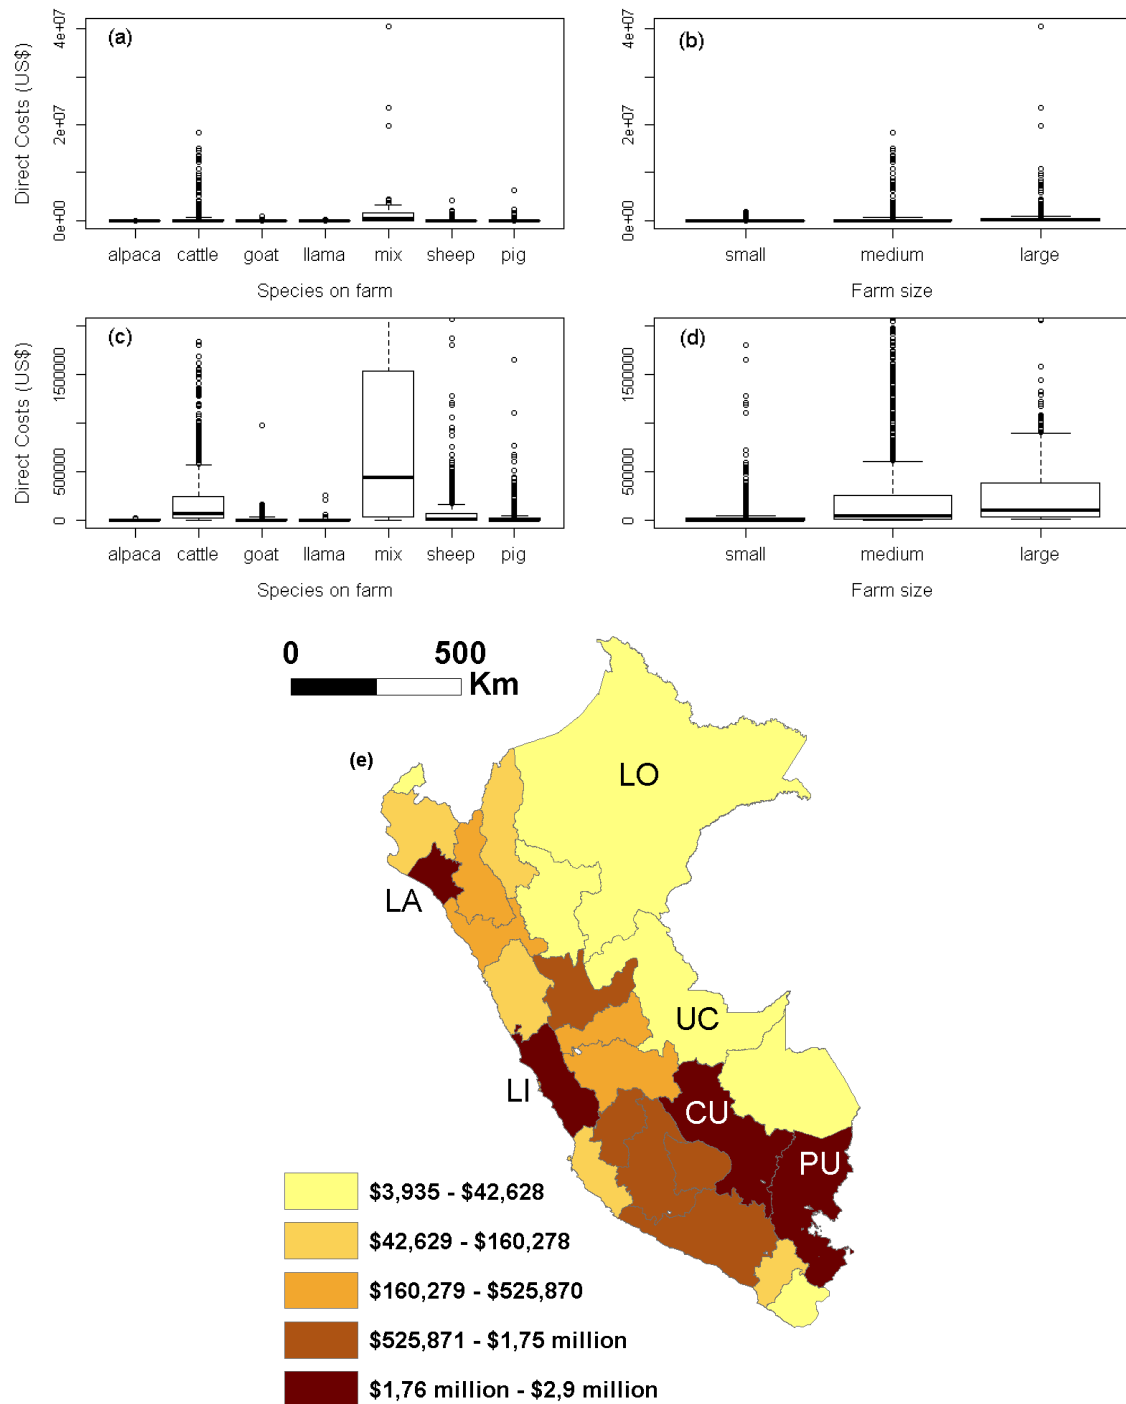 (a)
Direct Costs (US$)
4e+07
2e+07
0e+00
alpaca cattle goat llama mix sheep pig
Species on farm
(b)
4e+07
2e+07
0e+00
small medium large
Farm size
(c)
Direct Costs (US$)
1500000
500000
0
alpaca cattle goat llama mix sheep pig
Species on farm
(d)
1500000
500000
0
small medium large
Farm size
0 500
Km
(e)
LO
LA
UC
LI
CU
PU
$3,935 - $42,628
$42,629 - $160,278
$160,279 - $525,870
$525,871 - $1,75 million
$1,76 million - $2,9 million